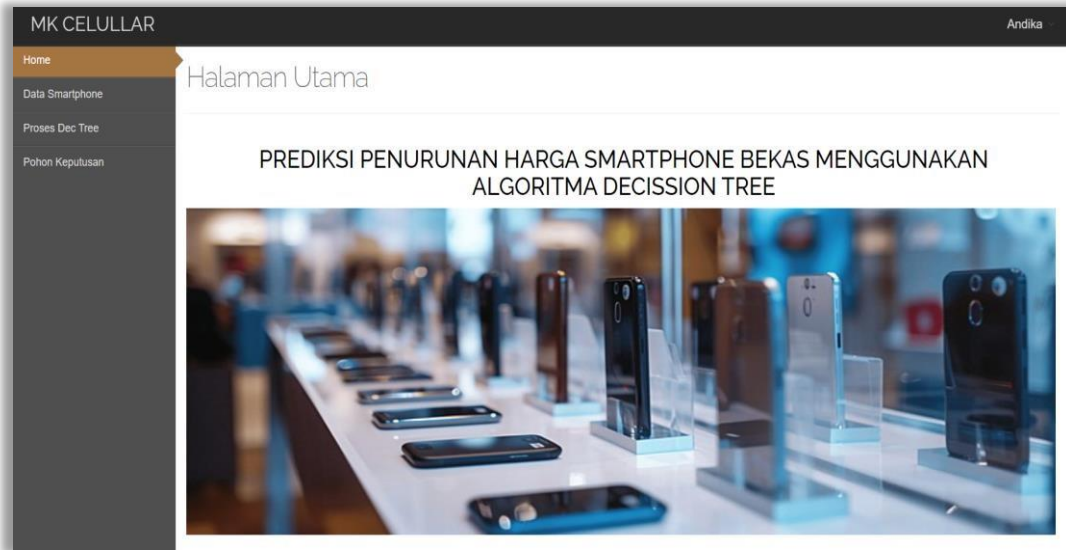 MK CELULLAR
Andika
Home
Data Smartphone
Proses Dec Tree
Pohon Keputusan
Halaman Utama
PREDIKSI PENURUNAN HARGA SMARTPHONE BEKAS MENGGUNAKAN
ALGORITMA DECISSION TREE